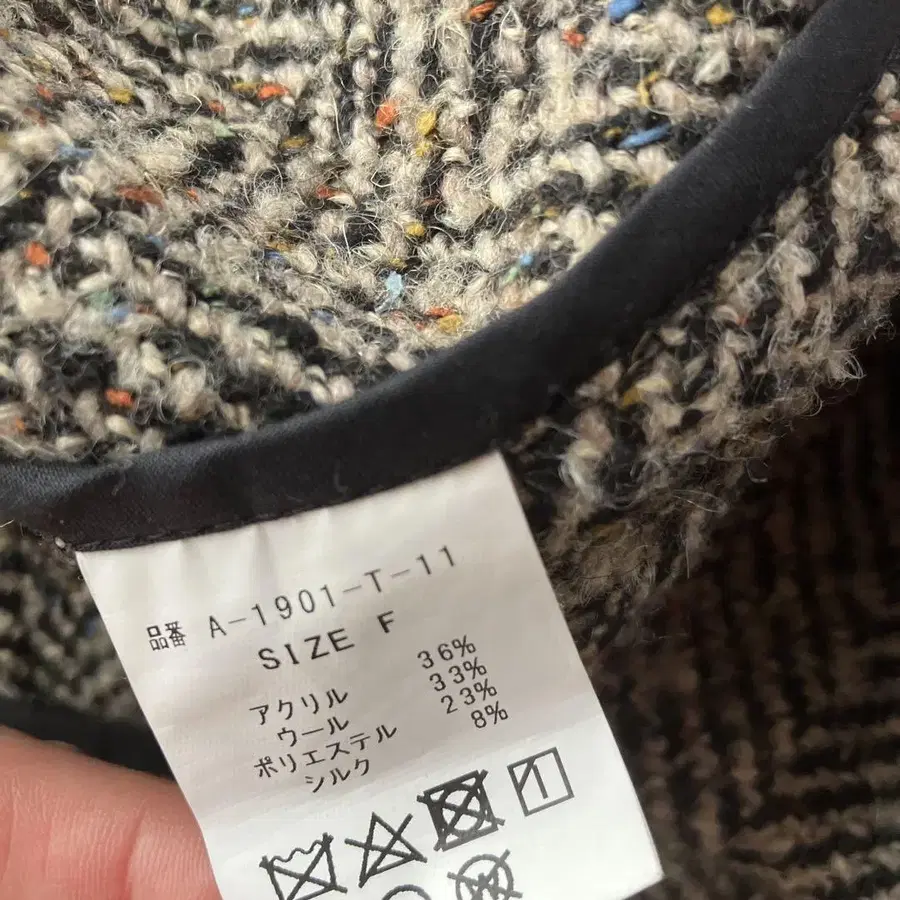 品番 A-1901-T-11
SIZE F
アクリル 36%
ウール 33%
ポリエステル 23%
シルク 8%